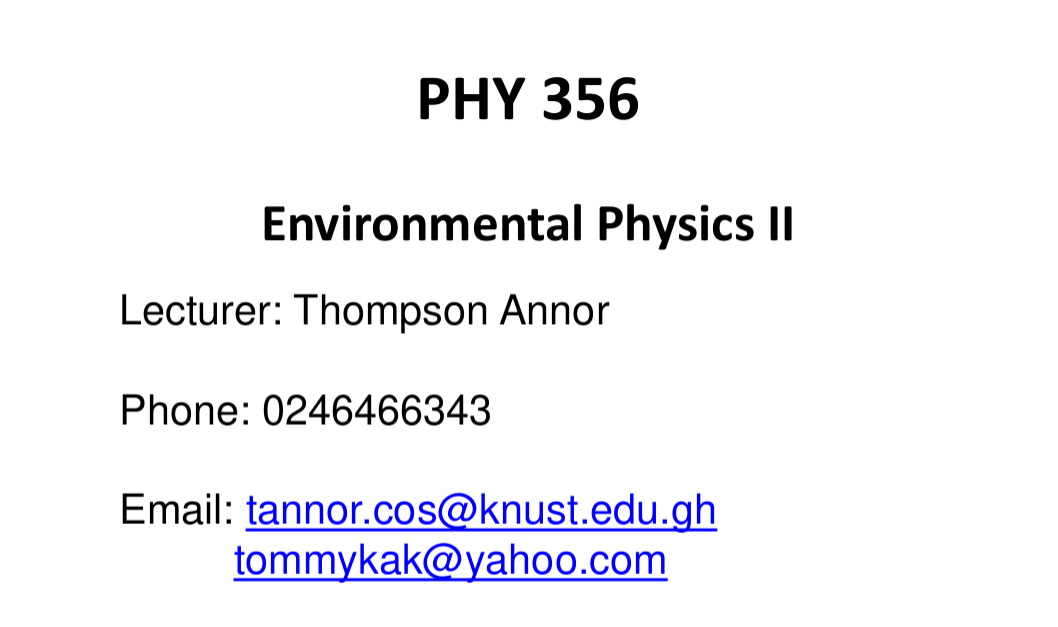 PHY 356
Environmental Physics II
Lecturer: Thompson Annor
Phone: 0246466343
Email: tannor.cos@knust.edu.gh
tommykak@yahoo.com